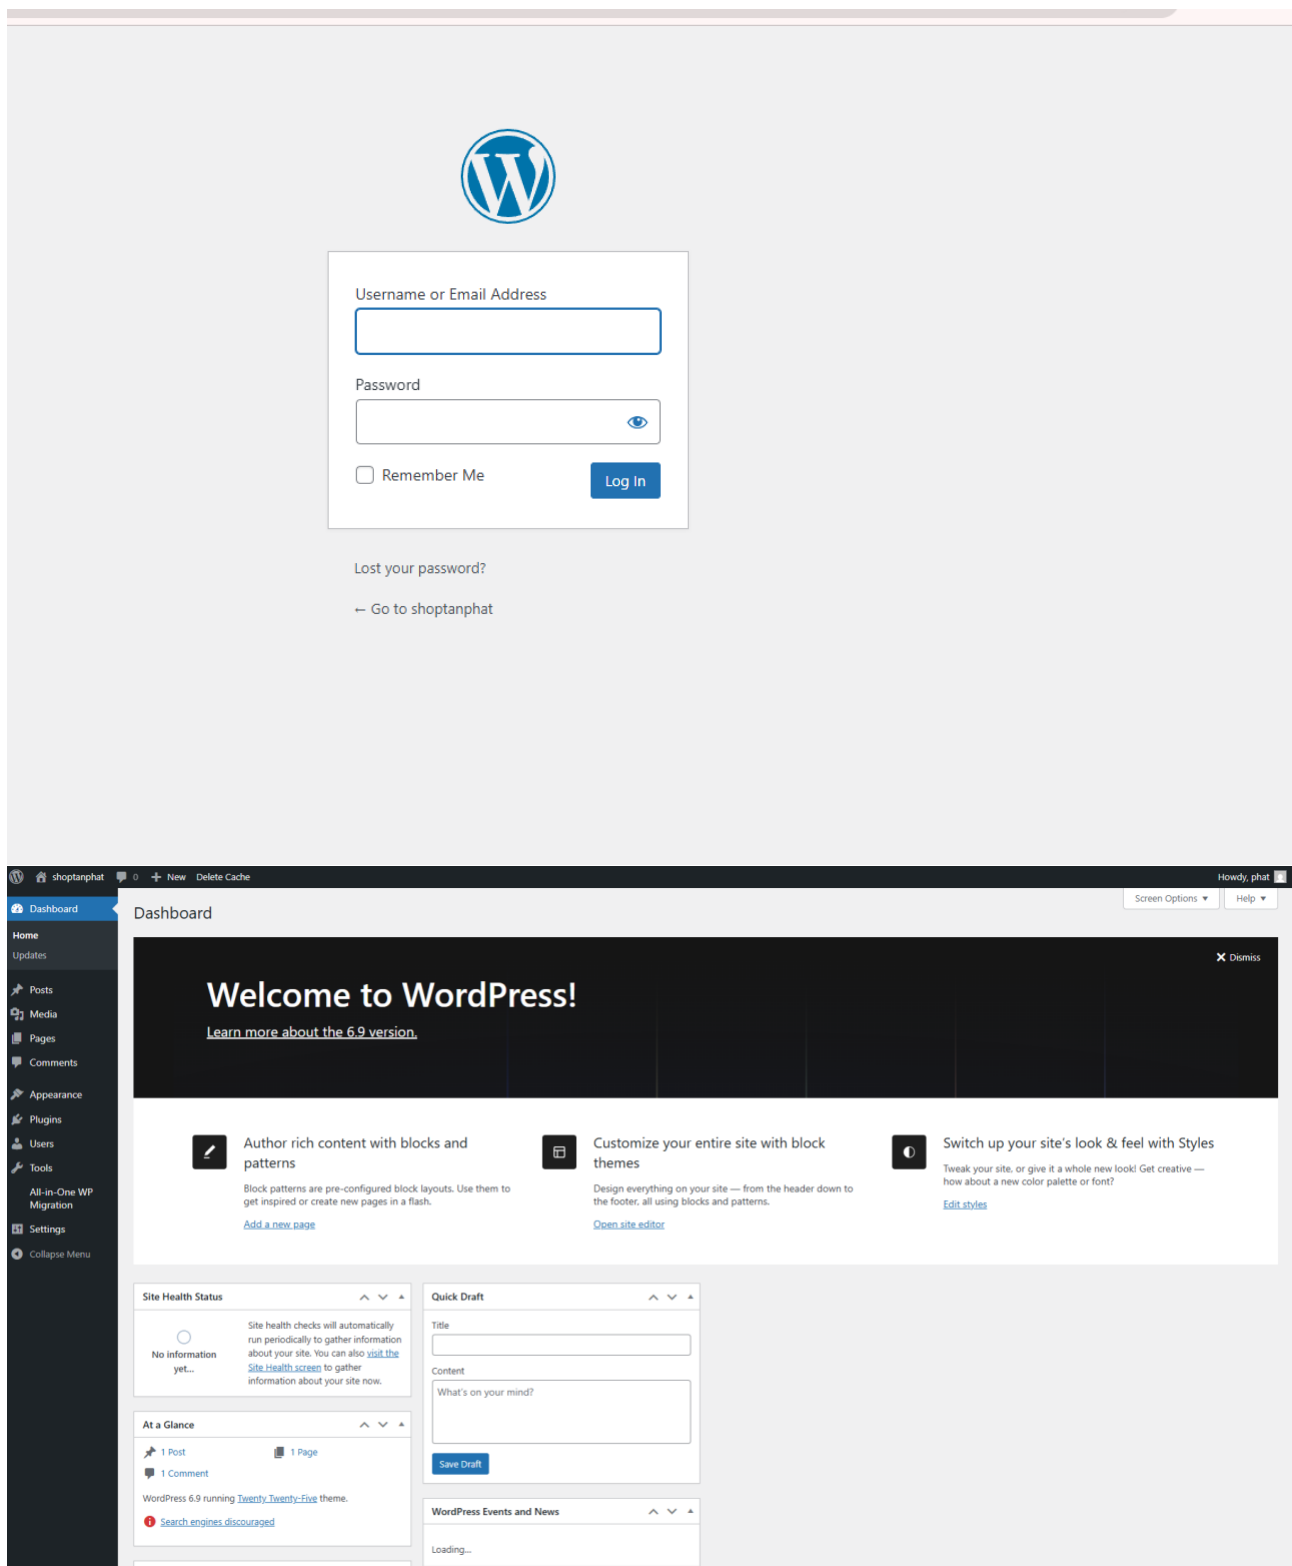 Username or Email Address
Password
Remember Me
Log In
Lost your password?
← Go to shoptanphat
shoptanphat
0
New
Delete Cache
Howdy, phat
Dashboard
Home
Updates
Posts
Media
Pages
Comments
Appearance
Plugins
Users
Tools
All-in-One WP
Migration
Settings
Collapse Menu
Screen Options
Help
Dashboard
Dismiss
Welcome to WordPress!
Learn more about the 6.9 version.
Author rich content with blocks and
patterns
Block patterns are pre-configured block layouts. Use them to
get inspired or create new pages in a flash.
Add a new page
Customize your entire site with block
themes
Design everything on your site — from the header down to
the footer, all using blocks and patterns.
Open site editor
Switch up your site's look & feel with Styles
Tweak your site, or give it a whole new look! Get creative —
how about a new color palette or font?
Edit styles
Site Health Status
No information
yet...
Site health checks will automatically
run periodically to gather information
about your site. You can also visit the
Site Health screen to gather
information about your site now.
At a Glance
1 Post
1 Page
1 Comment
WordPress 6.9 running Twenty Twenty-Five theme.
Search engines discouraged
Quick Draft
Title
Content
What's on your mind?
Save Draft
WordPress Events and News
Loading...